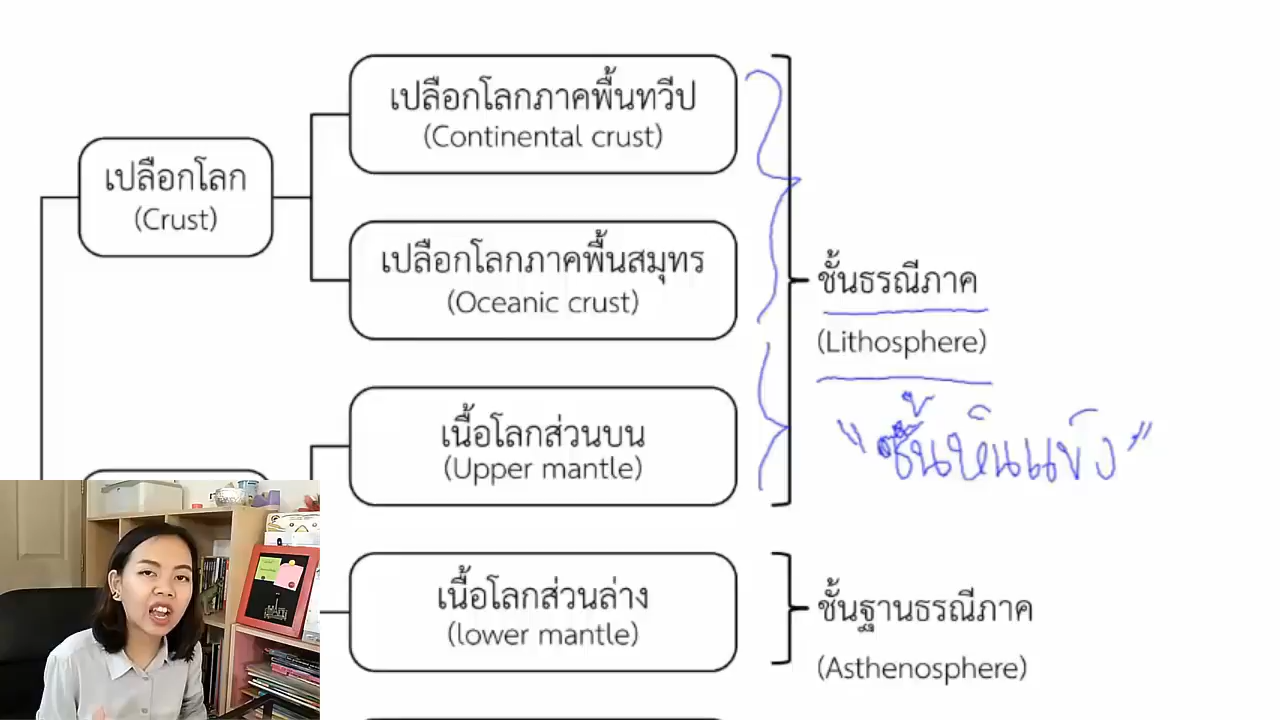 เปลือกโลก
(Crust)
เปลือกโลกภาคพื้นทวีป
(Continental crust)
เปลือกโลกภาคพื้นสมุทร
(Oceanic crust)
เนื้อโลกส่วนบน
(Upper mantle)
ชั้นธรณีภาค
(Lithosphere)
"ชั้นหินแข็ง"
เนื้อโลกส่วนล่าง
(lower mantle)
ชั้นฐานธรณีภาค
(Asthenosphere)